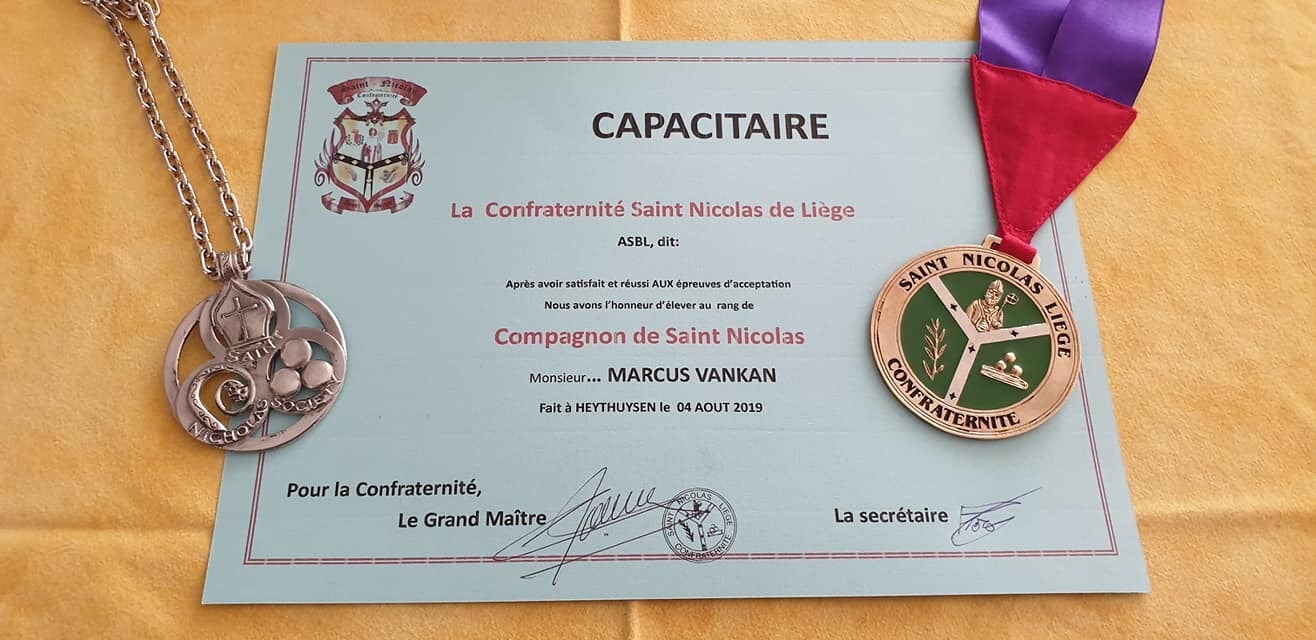 Saint - Nicolas
Confraternité
CAPACITAIRE
La Confraternité Saint Nicolas de Liège
ASBL, dit:
Après avoir satisfait et réussi AUX épreuves d'acceptation
Nous avons l'honneur d'élever au rang de
Compagnon de Saint Nicolas
Monsieur... MARCUS VANKAN
Fait à HEYTHUYSEN le 04 AOUT 2019
Pour la Confraternité,
Le Grand Maître
La secrétaire
SAINT NICOLAS LIEGE
CONFRATERNITE
SAINT
NICHOLAS SOCIETY
SAINT NICOLAS LIEGE
CONFRATERNITE